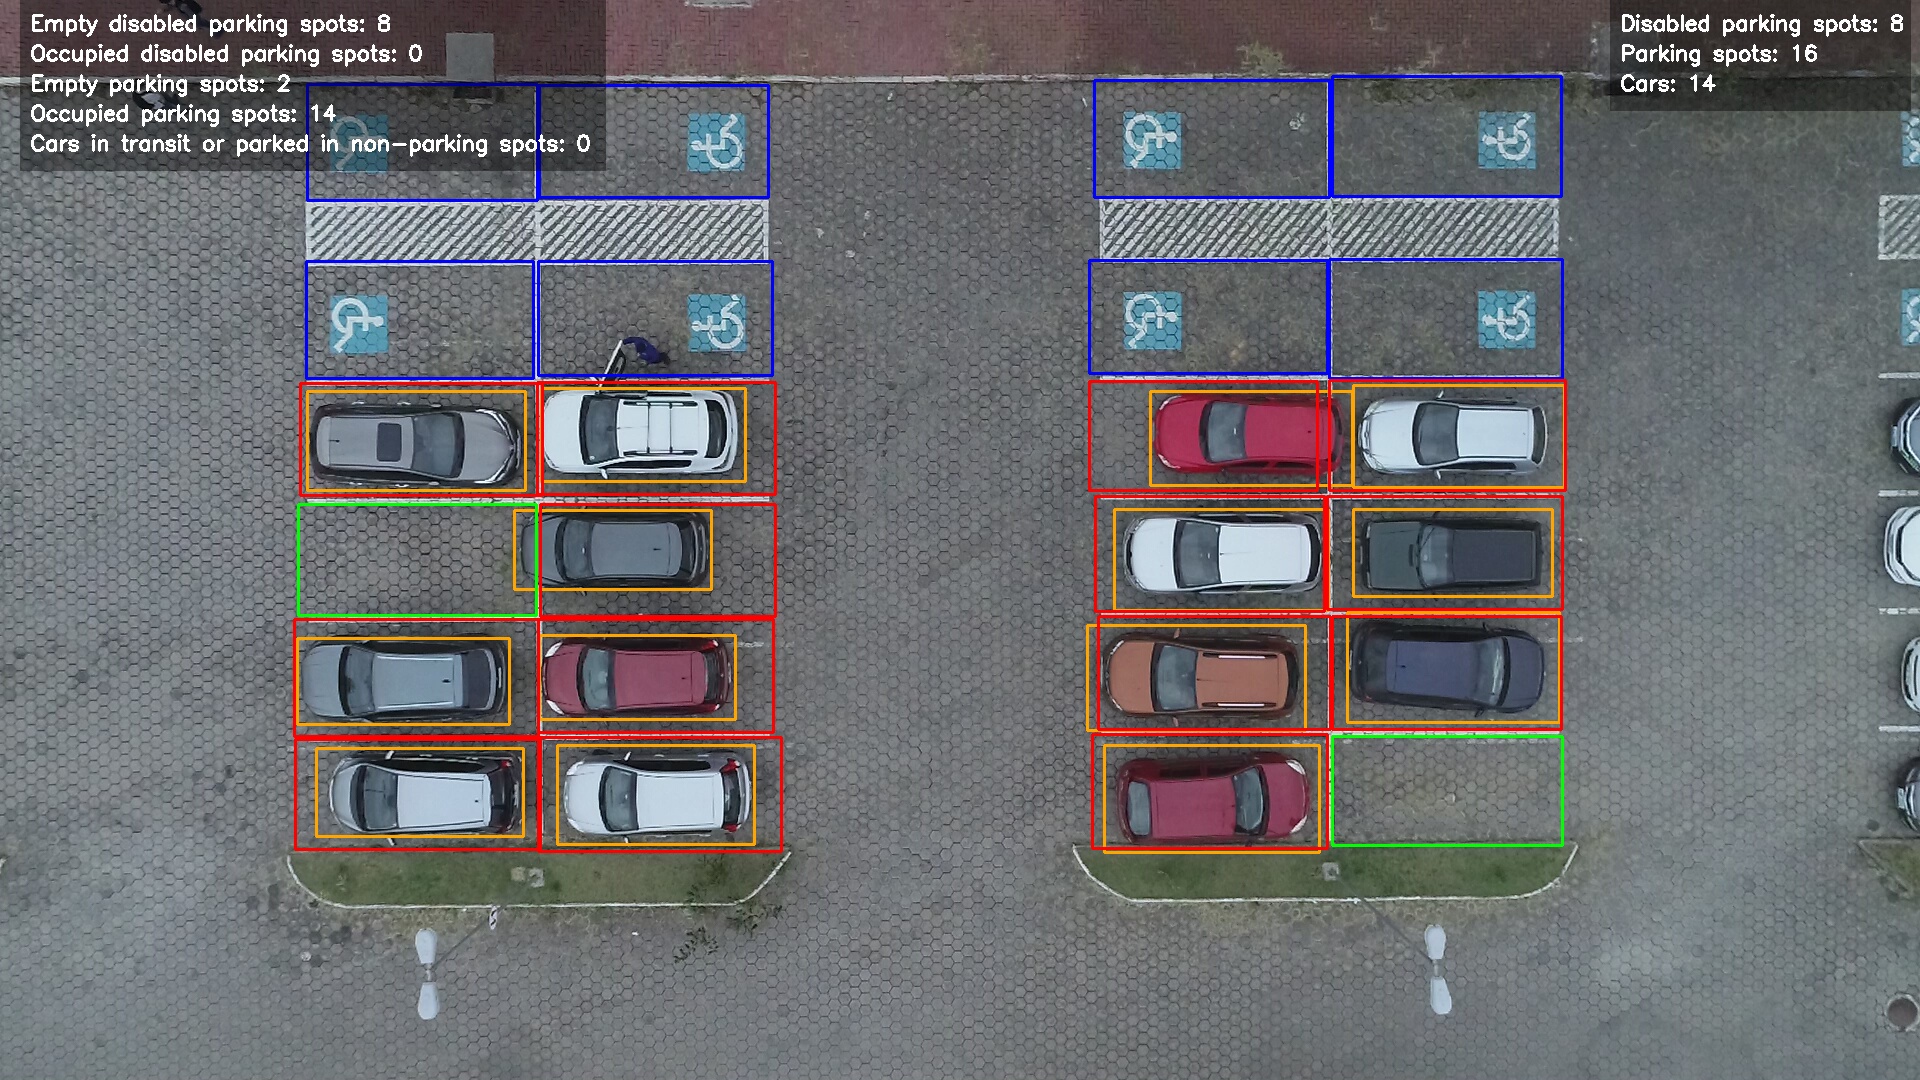 Empty disabled parking spots: 8
Occupied disabled parking spots: 0
Empty parking spots: 2
Occupied parking spots: 14
Cars in transit or parked in non-parking spots: 0
Disabled parking spots: 8
Parking spots: 16
Cars: 14